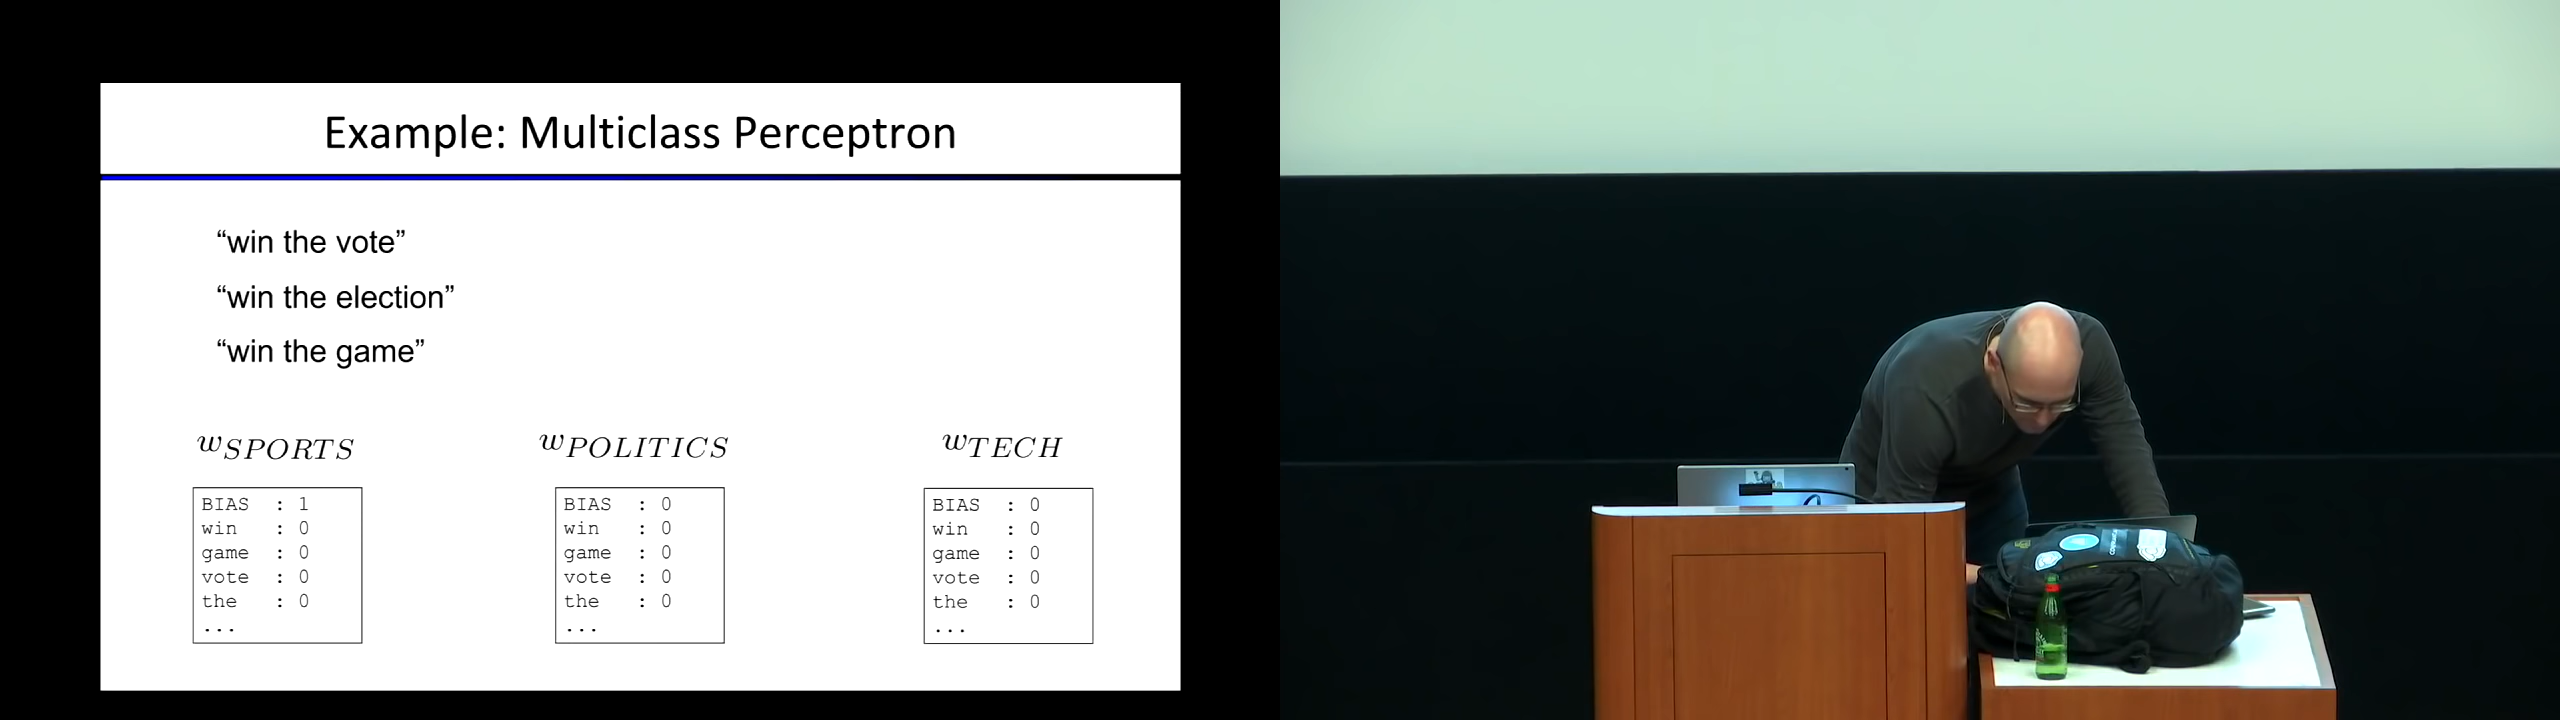 Example: Multiclass Perceptron
“win the vote”
“win the election”
“win the game”
wSPORTS
BIAS : 1
win : 0
game : 0
vote : 0
the : 0
...
wPOLITICS
BIAS : 0
win : 0
game : 0
vote : 0
the : 0
...
wTECH
BIAS : 0
win : 0
game : 0
vote : 0
the : 0
...